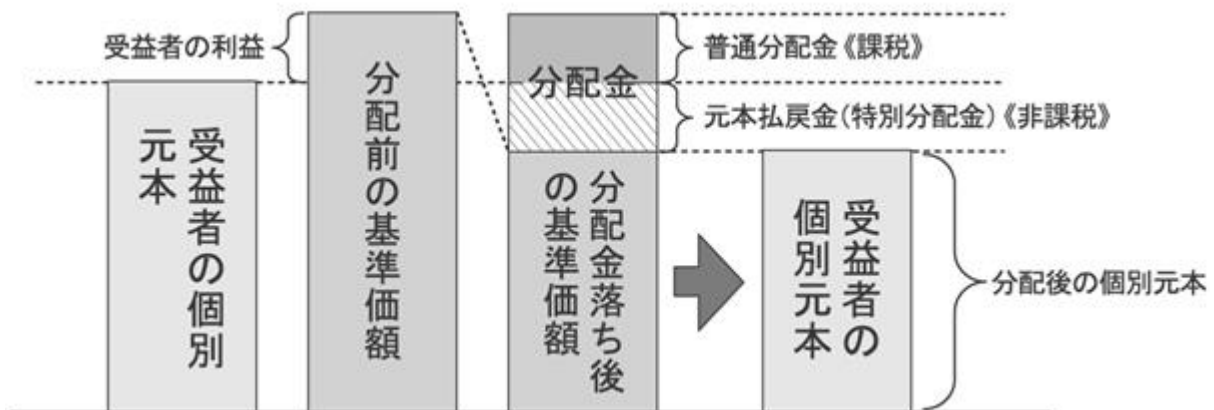 受益者の利益
受益者の個別
元本
分配前の基準価額
分配金
分配金落ち後
の基準価額
普通分配金《課税》
元本払戻金(特別分配金)《非課税》
受益者の
個別元本
分配後の個別元本